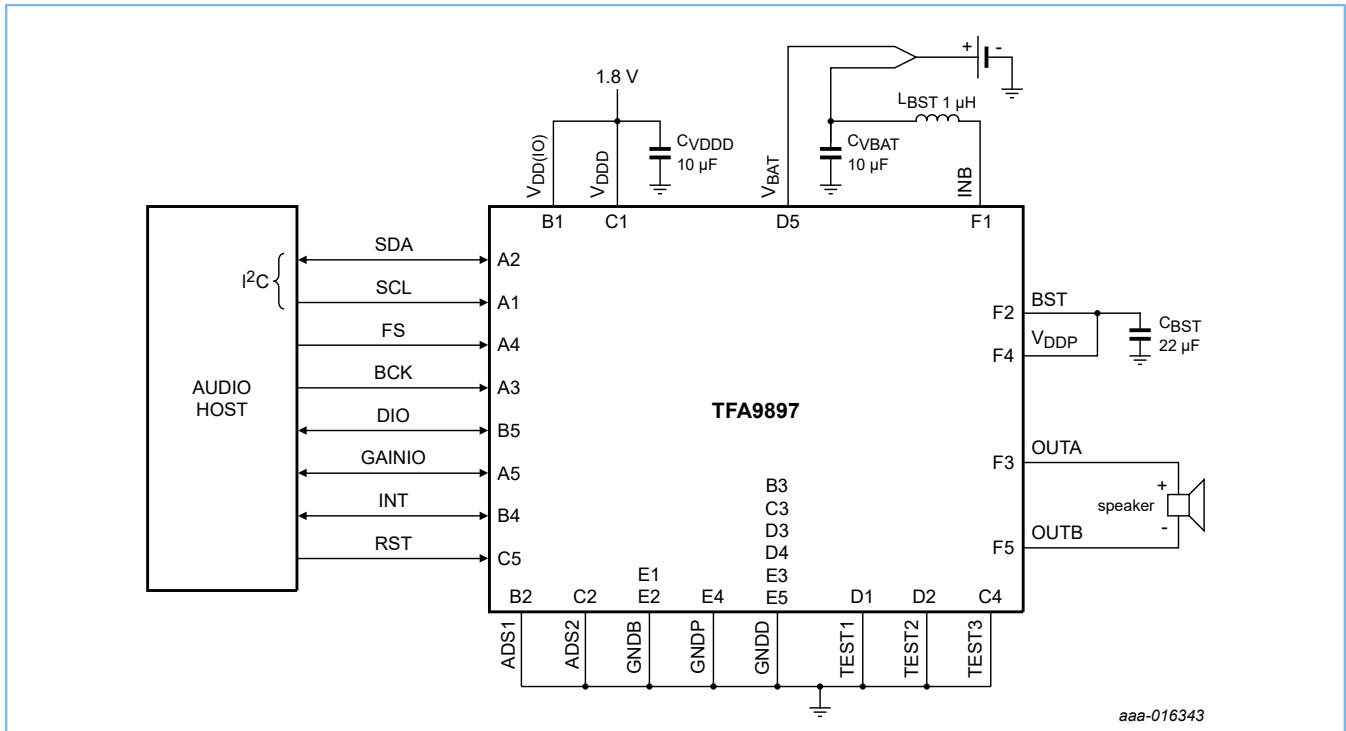 1.8 V
+ -
LBST 1 µH
VDD(IO)
VDDD
CVDDD
10 µF
VBAT
CVBAT
10 µF
INB
B1
C1
D5
F1
AUDIO
HOST
I2C
SDA
A2
SCL
A1
FS
A4
BCK
A3
DIO
B5
GAINIO
A5
INT
B4
RST
C5
TFA9897
F2
BST
F4
VDDP
CBST
22 µF
F3
OUTA
+
speaker
-
F5
OUTB
B3
C3
D3
D4
E3
E5
E1
E2
B2
C2
E4
D1
D2
C4
ADS1
ADS2
GNDB
GNDP
GNDD
TEST1
TEST2
TEST3
aaa-016343